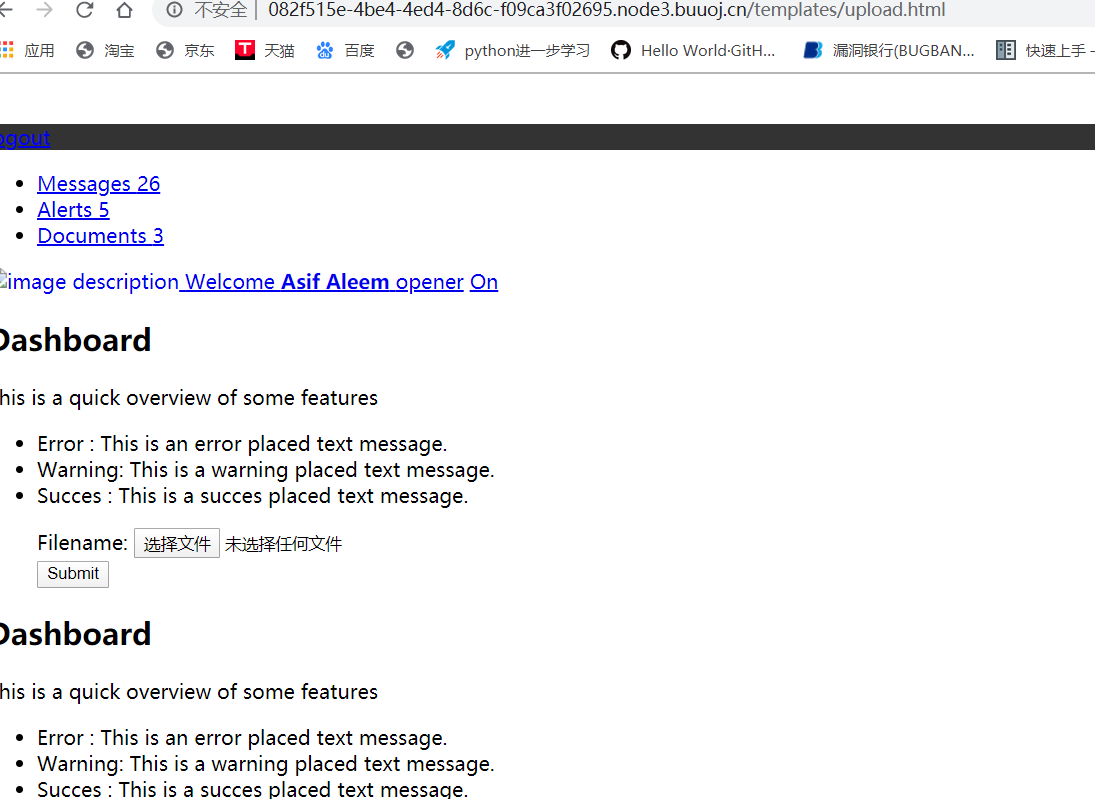 不安全 | 082f515e-4be4-4ed4-8d6c-f09ca3f02695.node3.buuoj.cn/templates/upload.html
应用 淘宝 京东 T 天猫 百度 python进一步学习 Hello World·GitH... 漏洞银行(BUGBAN... 快速上手 -
ogout
Messages 26
Alerts 5
Documents 3
image description Welcome Asif Aleem opener On
Dashboard
his is a quick overview of some features
Error : This is an error placed text message.
Warning: This is a warning placed text message.
Succes : This is a succes placed text message.
Filename: 选择文件 未选择任何文件
Submit
Dashboard
his is a quick overview of some features
Error : This is an error placed text message.
Warning: This is a warning placed text message.
Succes : This is a succes placed text message.